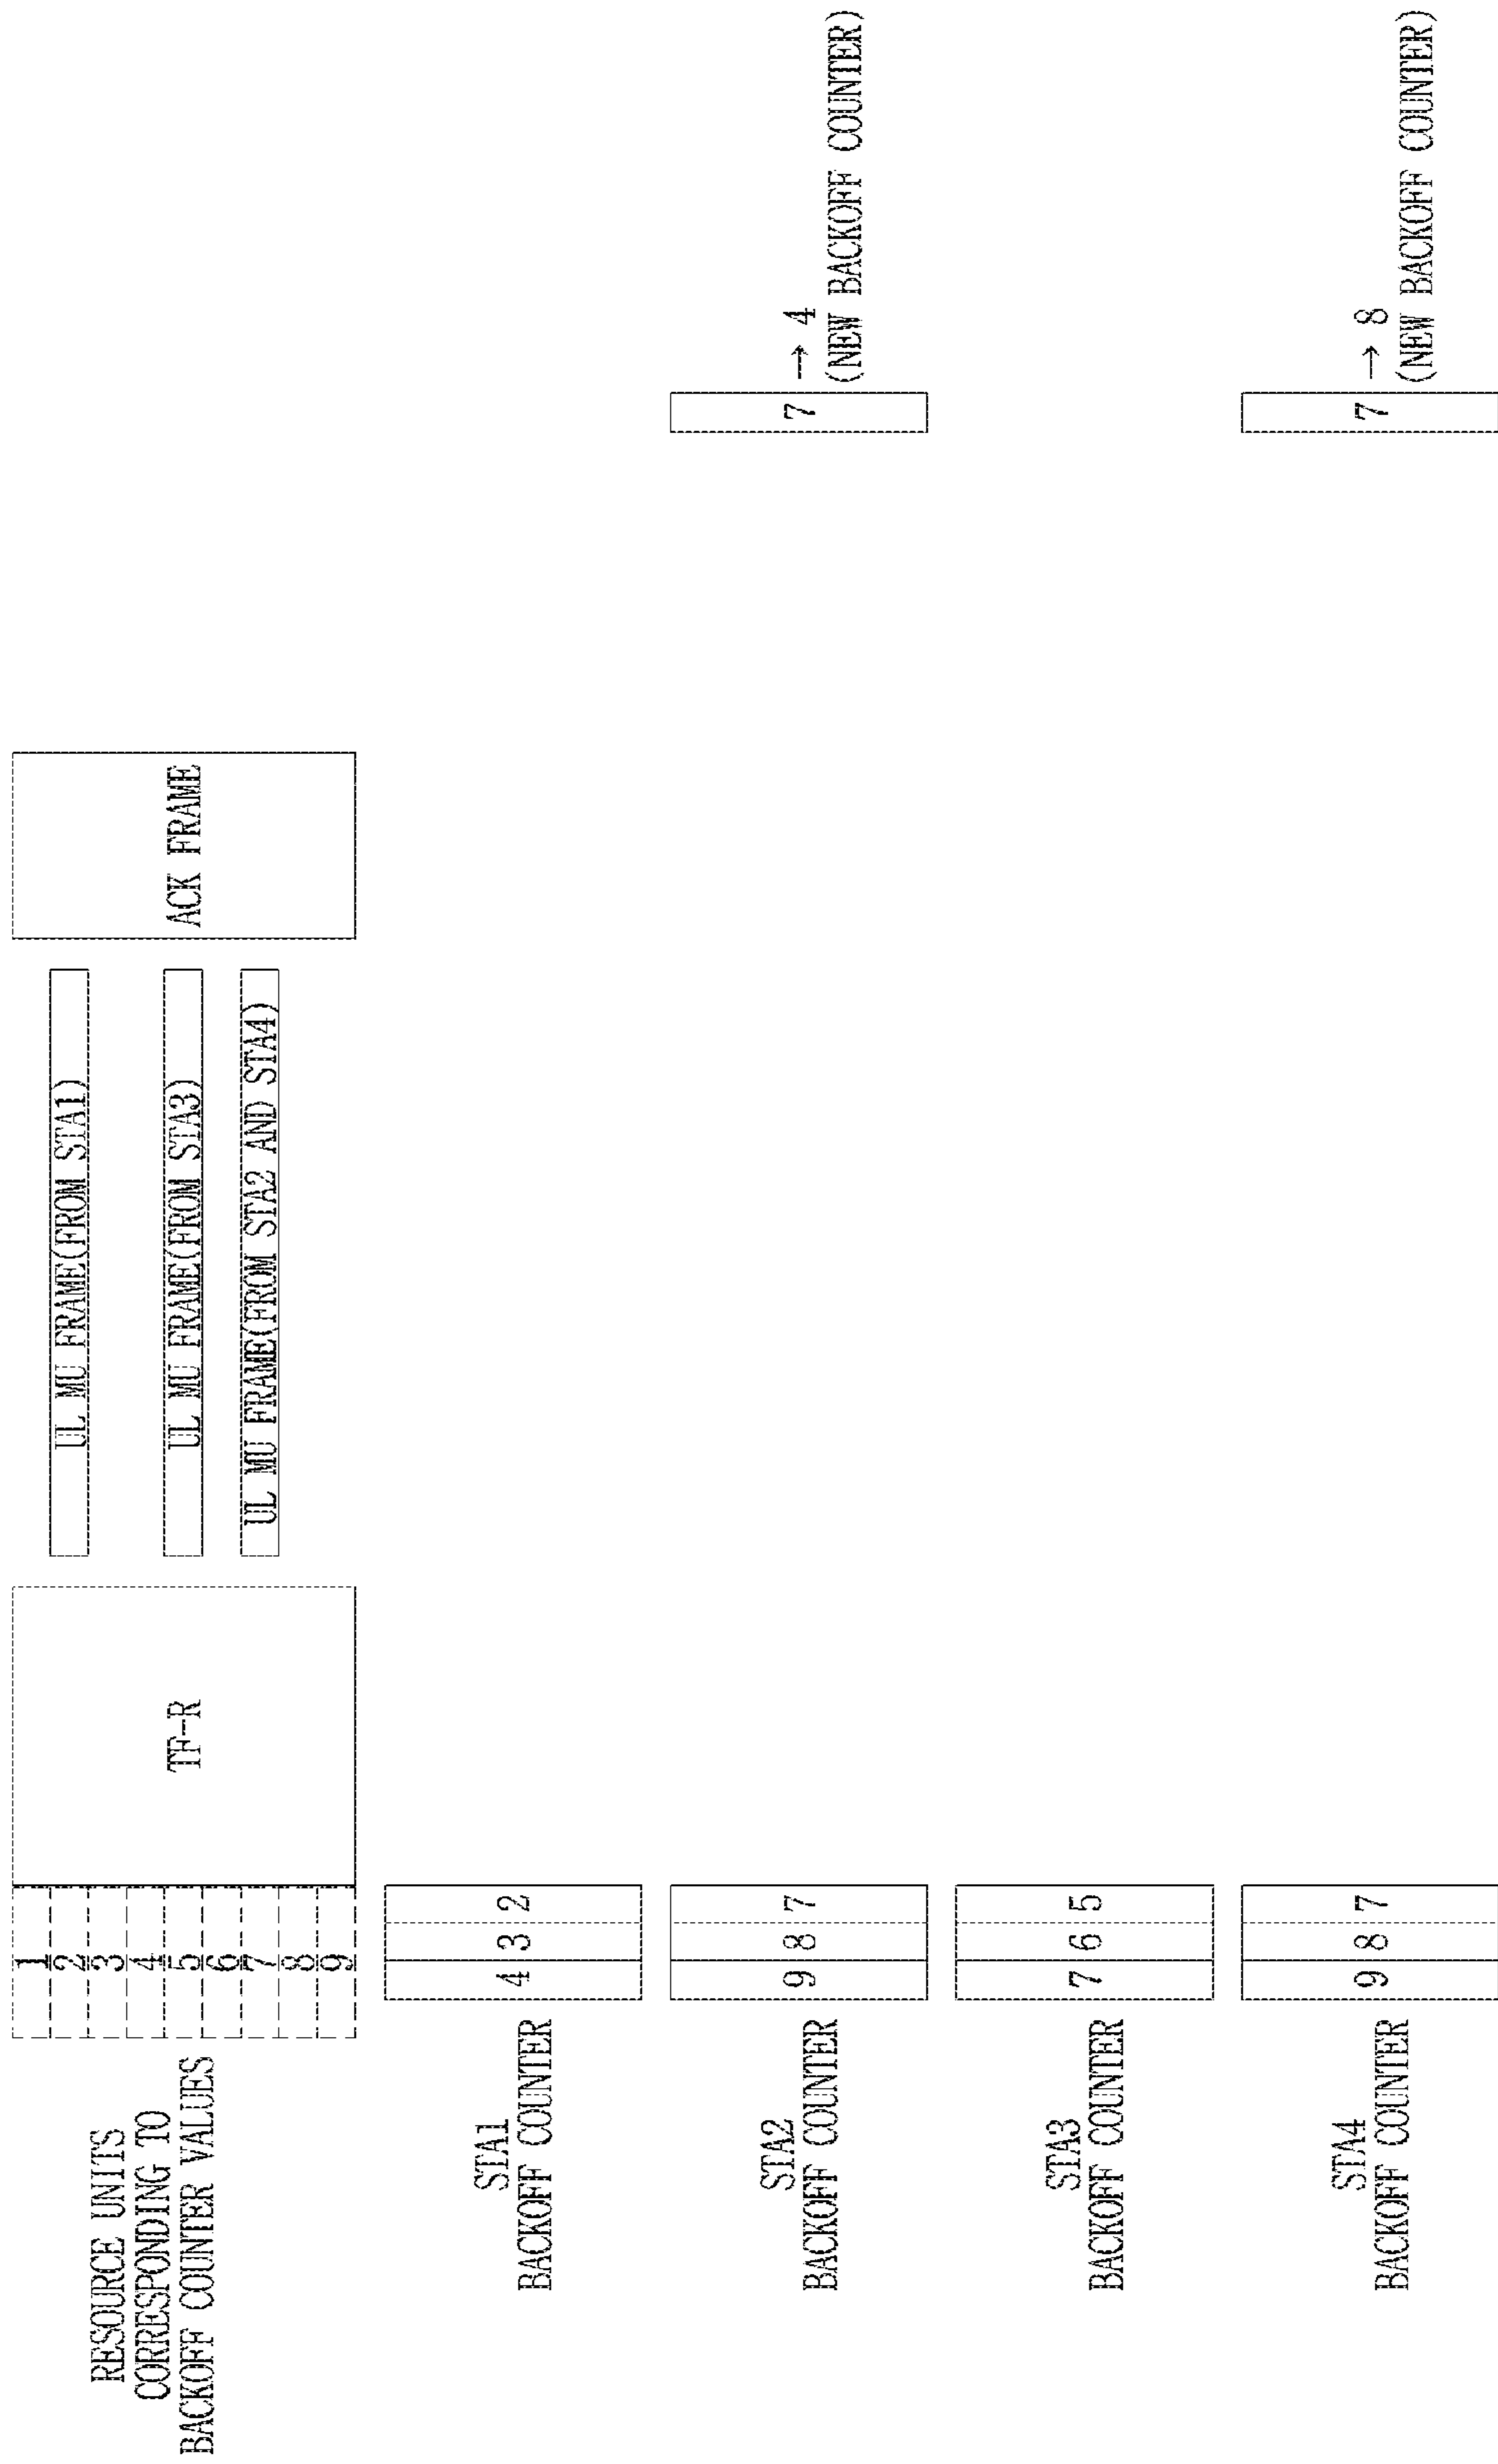 RESOURCE UNITS
CORRESPONDING TO
BACKOFF COUNTER VALUES
1
2
3
4
5
6
7
8
9
TF-R
UL MU FRAME(FROM STA1)
UL MU FRAME(FROM STA3)
UL MU FRAME(FROM STA2 AND STA4)
ACK FRAME
STA1
BACKOFF COUNTER
4 3 2
STA2
BACKOFF COUNTER
9 8 7
7 → 4
(NEW BACKOFF COUNTER)
STA3
BACKOFF COUNTER
7 6 5
STA4
BACKOFF COUNTER
9 8 7
7 → 8
(NEW BACKOFF COUNTER)